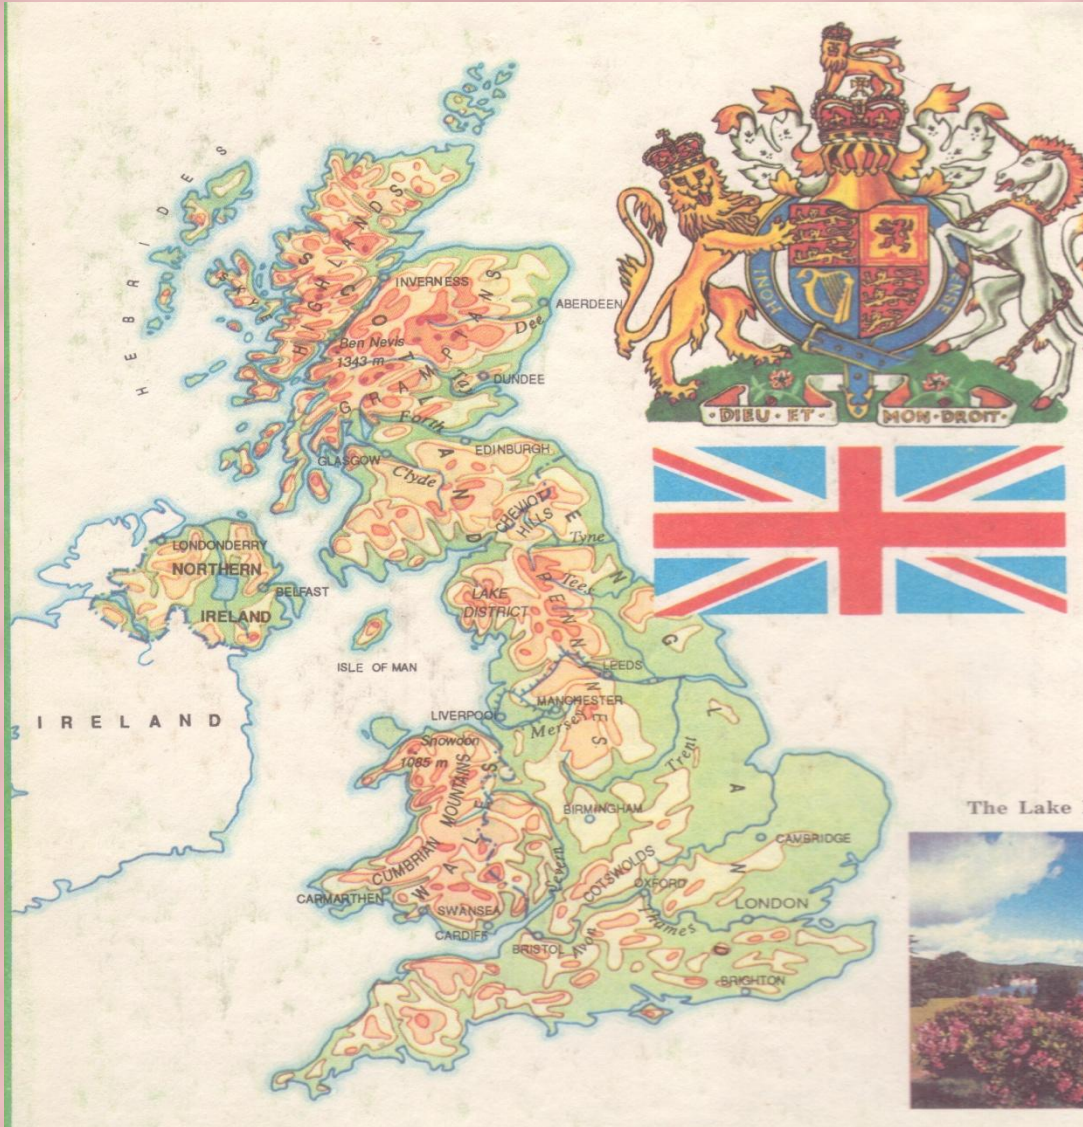 HEBRIDES
SKYE
HIGHLANDS
INVERNESS
ABERDEEN
Dee
Ben Nevis
1343 m
GRAMPIANS
Tay
DUNDEE
Earth
SCOTLAND
EDINBURGH
GLASGOW
Clyde
CHEVIOT
HILLS
Tyne
LONDONDERRY
NORTHERN
IRELAND
BELFAST
LAKE
DISTRICT
Tees
PENNINES
ISLE OF MAN
LEEDS
IRELAND
MANCHESTER
LIVERPOOL
Mersey
Snowdon
1085 m
Trent
ENGLAND
CUMBRIAN MOUNTAINS
WALES
BIRMINGHAM
CAMBRIDGE
Severn
COTSWOLDS
OXFORD
CARMARTHEN
SWANSEA
CARDIFF
LONDON
Thames
BRISTOL
Avon
BRIGHTON
HONI
PENSE
DIEU·ET·
MON·DROIT·
The Lake